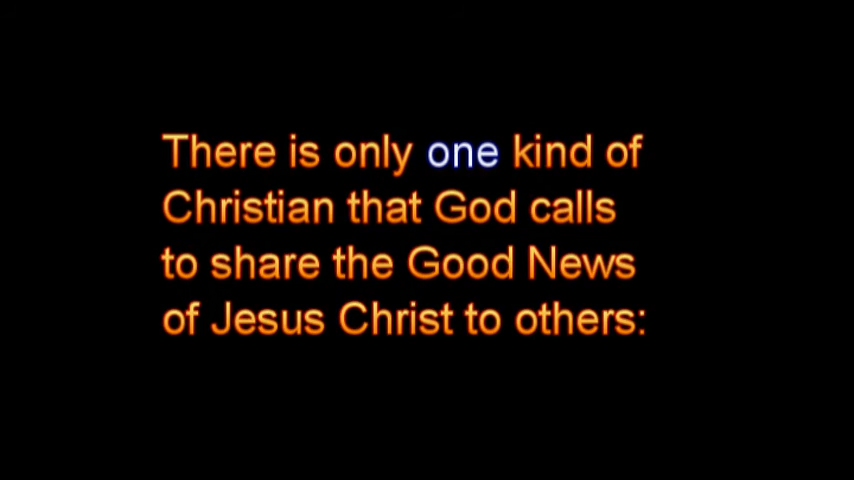 There is only one kind of
Christian that God calls
to share the Good News
of Jesus Christ to others: